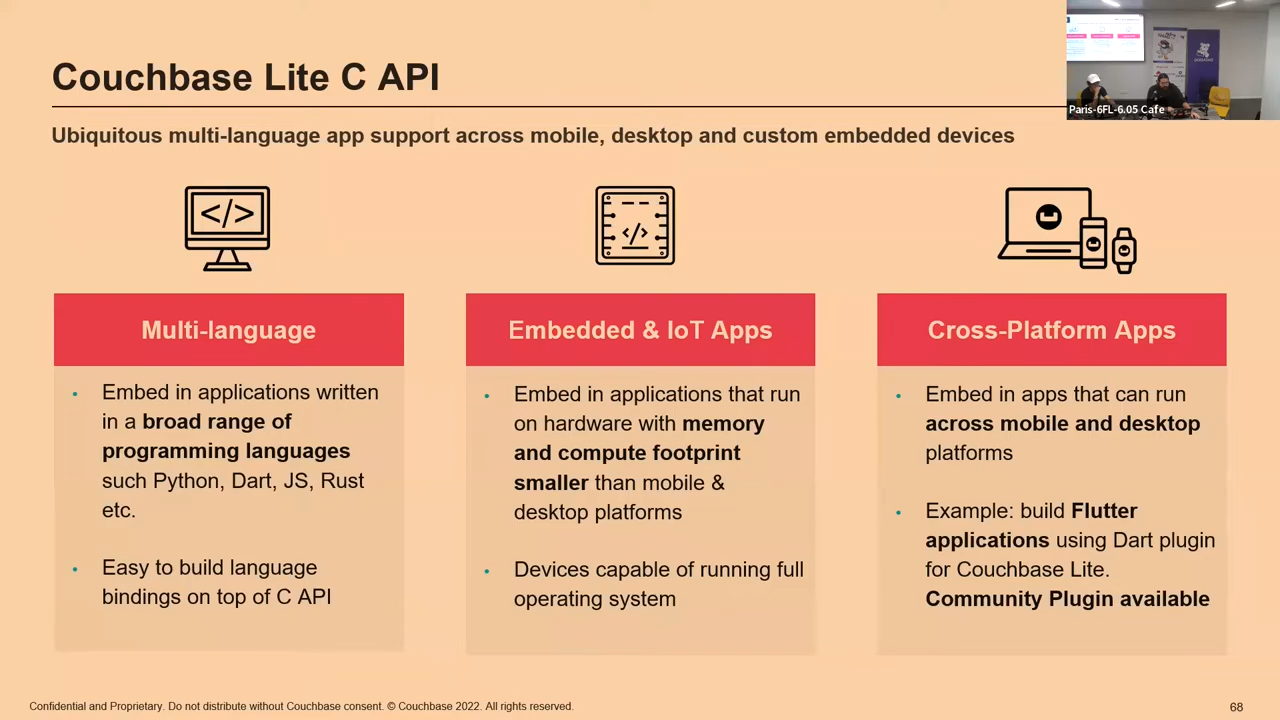 Couchbase Lite C API
Paris-6FL-6.05 Cafe
Ubiquitous multi-language app support across mobile, desktop and custom embedded devices
</>
</>
Multi-language
Embed in applications written
in a broad range of
programming languages
such Python, Dart, JS, Rust
etc.
Easy to build language
bindings on top of C API
Embedded & IoT Apps
Embed in applications that run
on hardware with memory
and compute footprint
smaller than mobile &
desktop platforms
Devices capable of running full
operating system
Cross-Platform Apps
Embed in apps that can run
across mobile and desktop
platforms
Example: build Flutter
applications using Dart plugin
for Couchbase Lite.
Community Plugin available
Confidential and Proprietary. Do not distribute without Couchbase consent. © Couchbase 2022. All rights reserved.
68